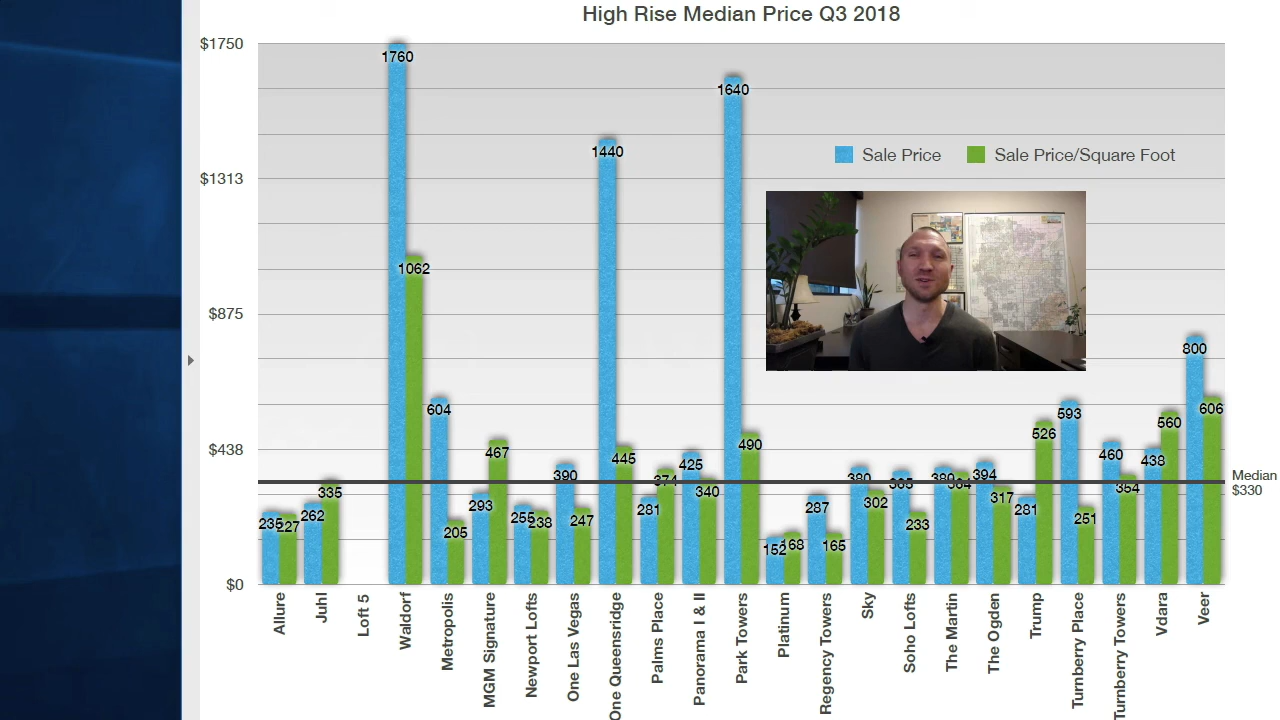 High Rise Median Price Q3 2018
$1750
$1313
$875
$438
$0
Sale Price
Sale Price/Square Foot
Median
$330
235
227
262
335
1760
1062
604
205
293
467
255
238
390
247
1440
445
281
374
425
340
1640
490
152
168
287
165
380
302
365
233
380
364
394
317
281
526
593
251
460
354
438
560
800
606
Allure
Juhl
Loft 5
Waldorf
Metropolis
MGM Signature
Newport Lofts
One Las Vegas
One Queensridge
Palms Place
Panorama I & II
Park Towers
Platinum
Regency Towers
Sky
Soho Lofts
The Martin
The Ogden
Trump
Turnberry Place
Turnberry Towers
Vdara
Veer